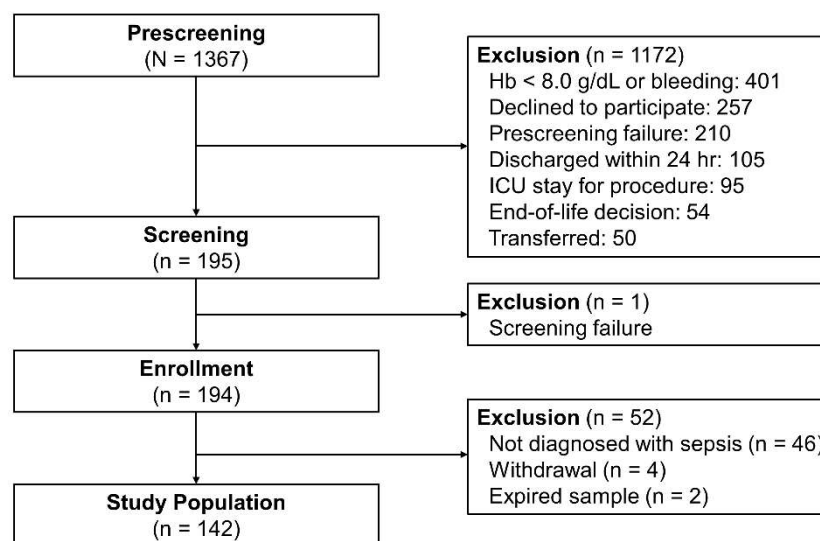 Prescreening
(N = 1367)
Exclusion (n = 1172)
Hb < 8.0 g/dL or bleeding: 401
Declined to participate: 257
Prescreening failure: 210
Discharged within 24 hr: 105
ICU stay for procedure: 95
End-of-life decision: 54
Transferred: 50
Screening
(n = 195)
Exclusion (n = 1)
Screening failure
Enrollment
(n = 194)
Exclusion (n = 52)
Not diagnosed with sepsis (n = 46)
Withdrawal (n = 4)
Expired sample (n = 2)
Study Population
(n = 142)